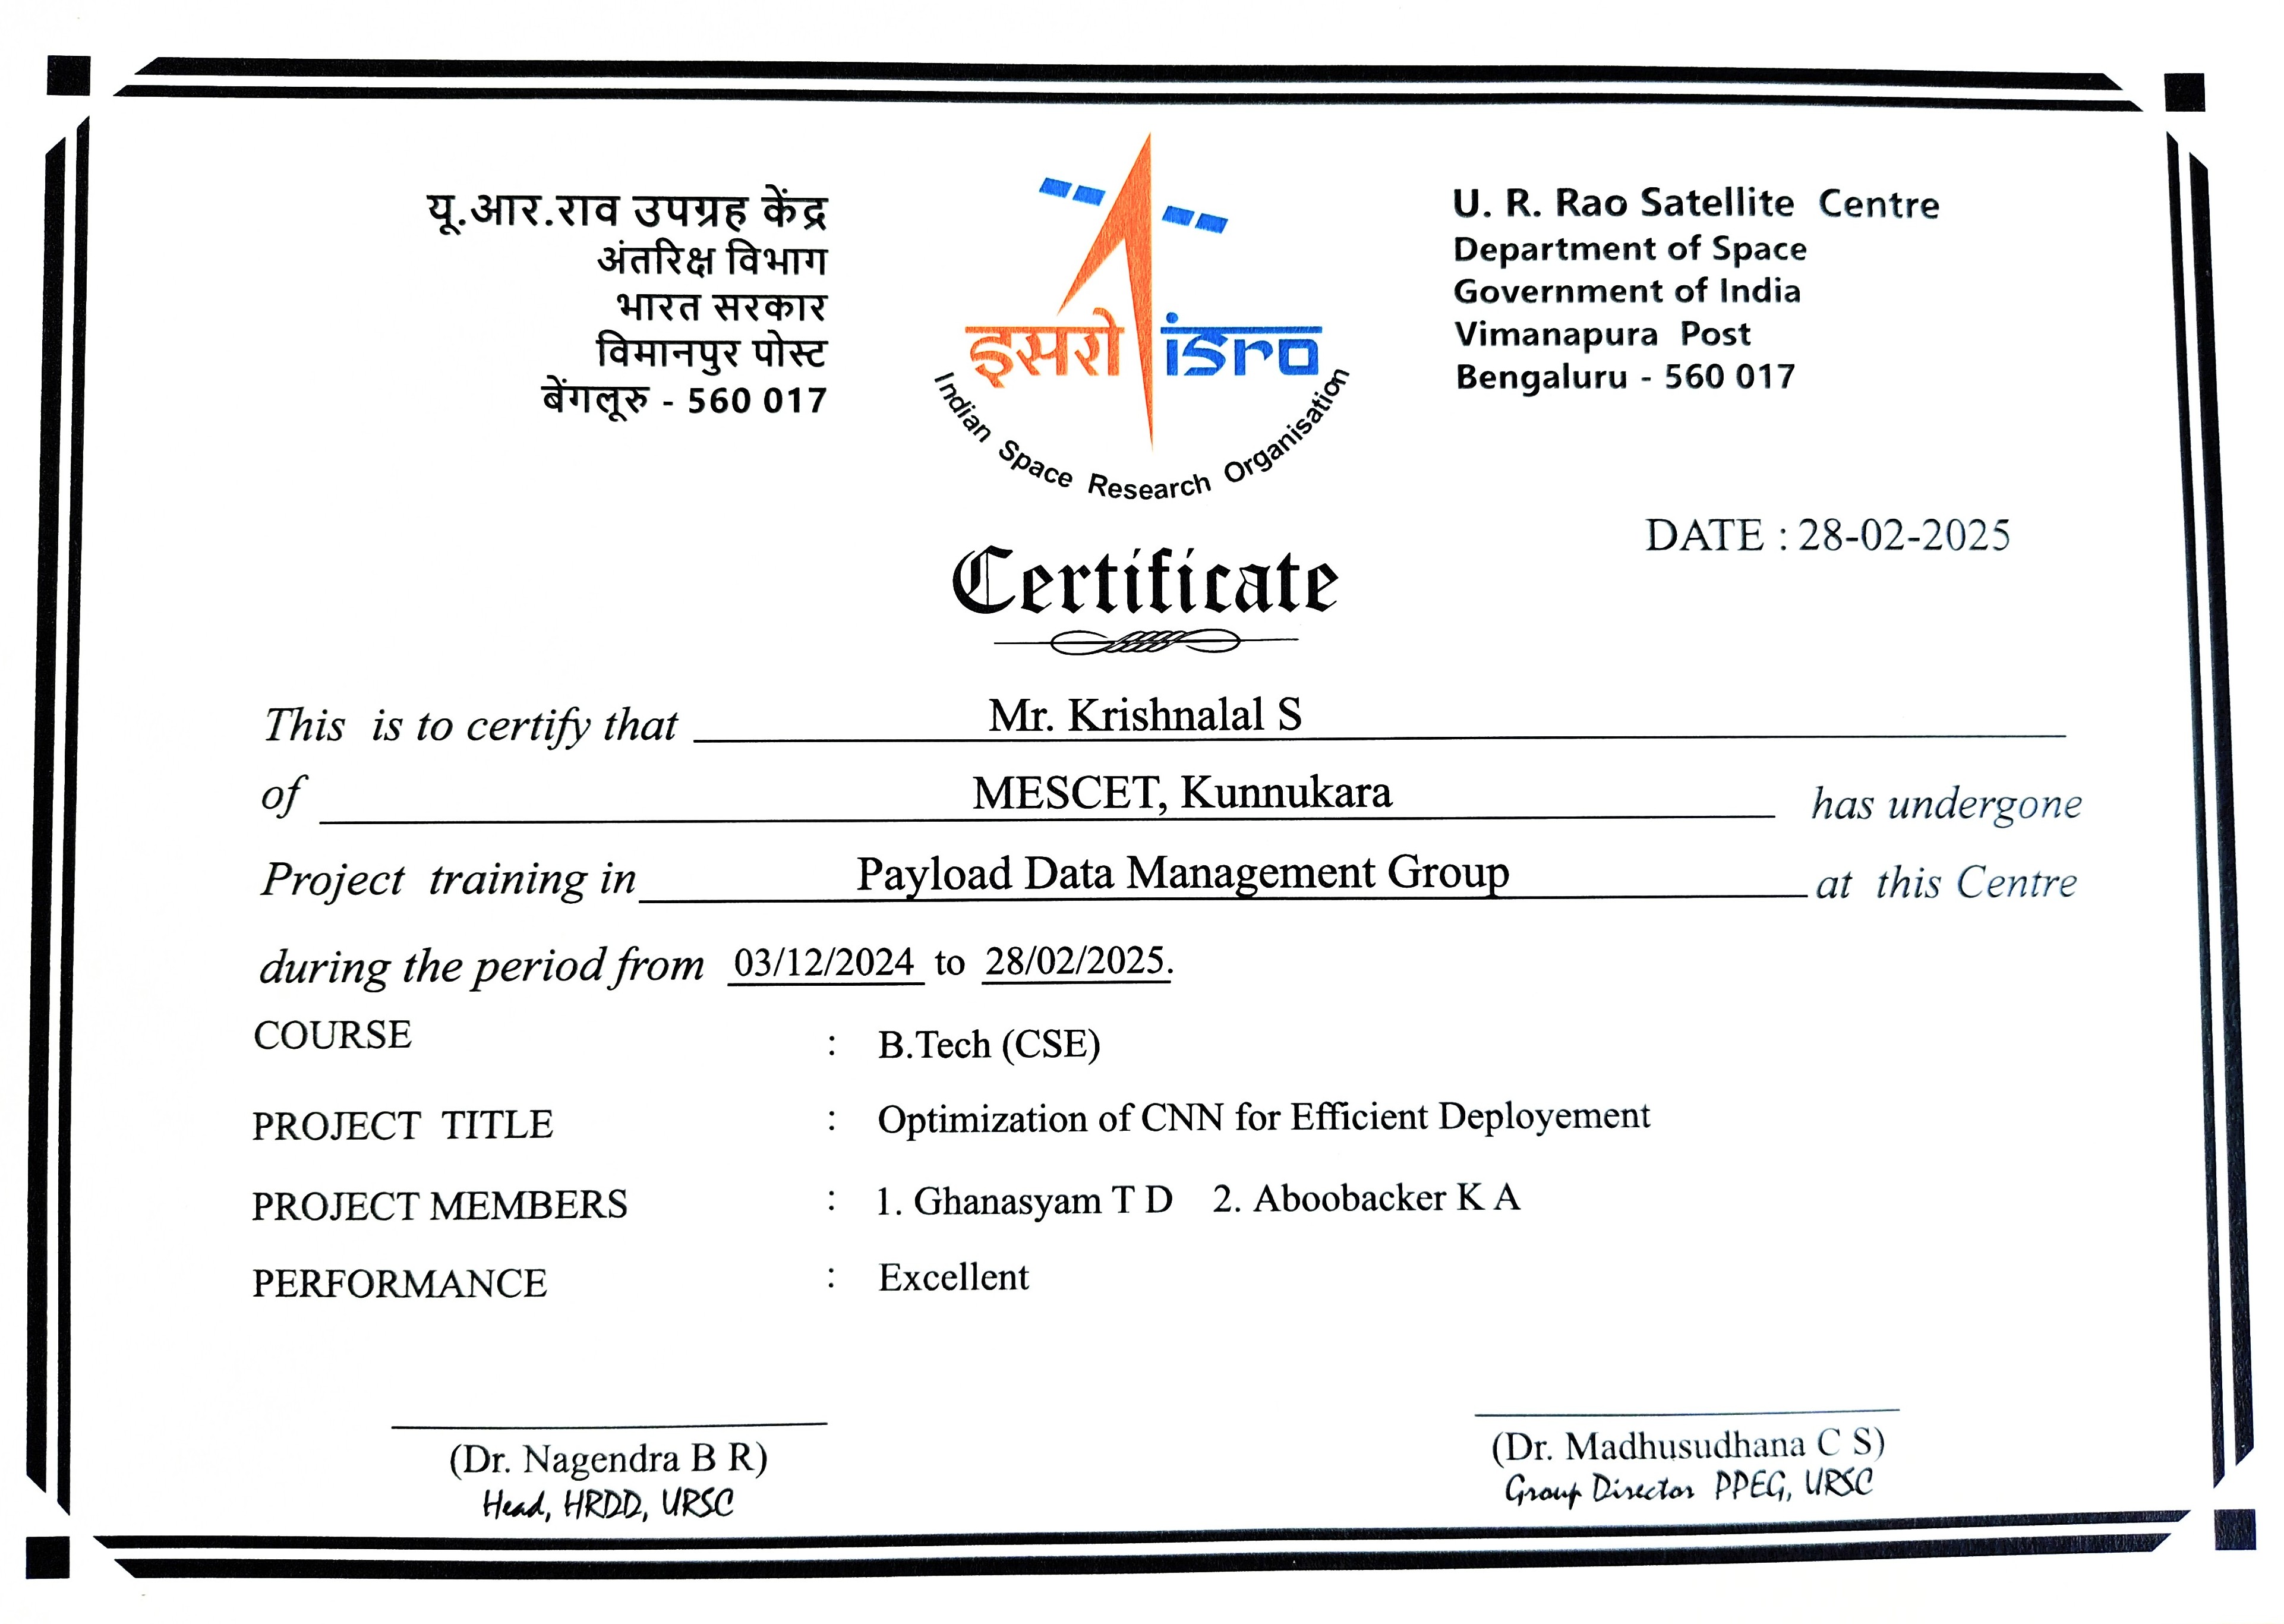 यू.आर.राव उपग्रह केंद्र
अंतरिक्ष विभाग
भारत सरकार
विमानपुर पोस्ट
बेंगलूरु - 560 017
इसरो isro
Indian Space Research Organisation
U. R. Rao Satellite Centre
Department of Space
Government of India
Vimanapura Post
Bengaluru - 560 017
DATE : 28-02-2025
Certificate
This is to certify that Mr. Krishnalal S
of MESCET, Kunnukara has undergone
Project training in Payload Data Management Group at this Centre
during the period from 03/12/2024 to 28/02/2025.
COURSE : B.Tech (CSE)
PROJECT TITLE : Optimization of CNN for Efficient Deployement
PROJECT MEMBERS : 1. Ghanasyam T D 2. Aboobacker K A
PERFORMANCE : Excellent
(Dr. Nagendra B R)
Head, HRDD, URSC
(Dr. Madhusudhana C S)
Group Director PPEG, URSC